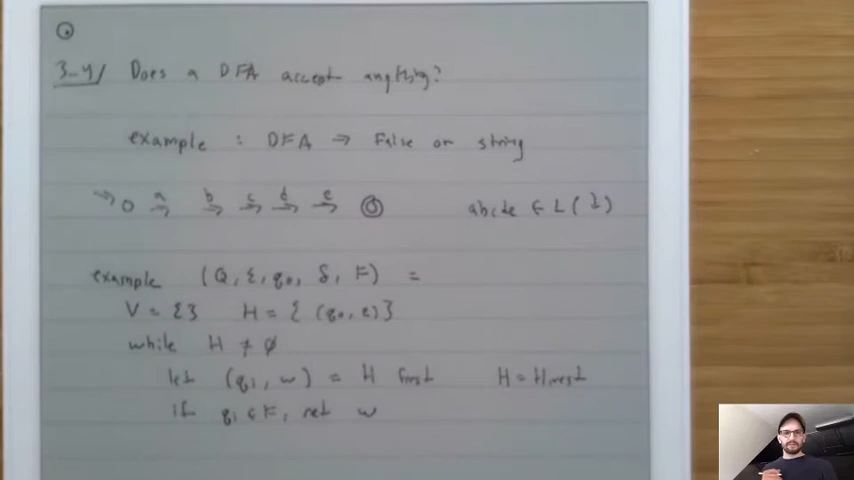 3-4/ Does a DFA accept anything?
example : DFA → False or string
→ O a→ b→ c→ d→ e→ ◎ abcde ∈ L( )
example (Q, Σ, q0, δ, F) =
V = {} H = { (q0, ε)}
while H ≠ ∅
let (qi, w) = H first H = H rest
if qi ∈ F, ret w